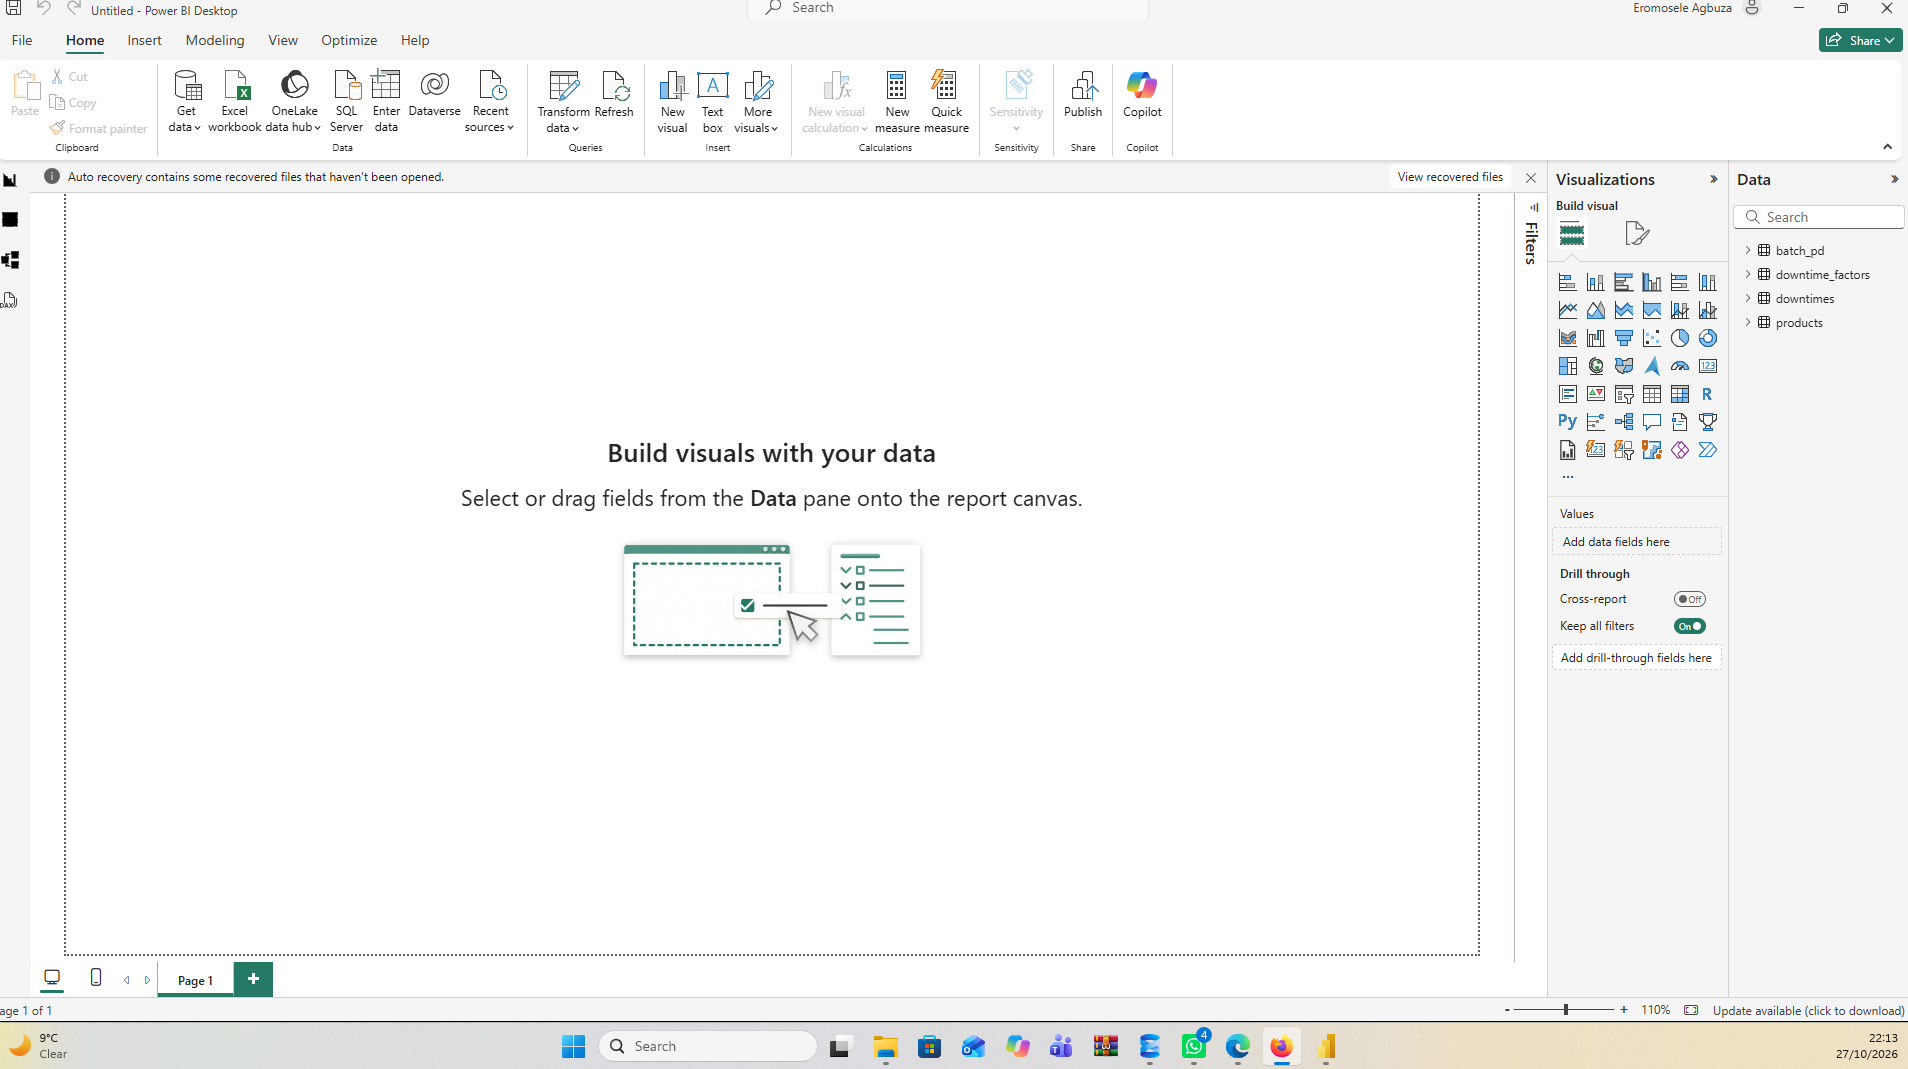 Untitled - Power BI Desktop
Search
Eromosele Agbuza
File
Home
Insert
Modeling
View
Optimize
Help
Share
Paste
Cut
Copy
Format painter
Clipboard
Get data
Excel workbook
OneLake data hub
SQL Server
Enter data
Dataverse
Recent sources
Data
Transform data
Refresh
Queries
New visual
A
Text box
More visuals
Insert
fx
New visual calculation
New measure
Quick measure
Calculations
Sensitivity
Sensitivity
Publish
Share
Copilot
Copilot
Auto recovery contains some recovered files that haven't been opened.
View recovered files
DAX
Filters
Build visuals with your data
Select or drag fields from the Data pane onto the report canvas.
Visualizations
Build visual
123
R
Py
123
...
Values
Add data fields here
Drill through
Cross-report
Off
Keep all filters
On
Add drill-through fields here
Data
Search
batch_pd
downtime_factors
downtimes
products
Page 1
+
age 1 of 1
- + 110%
Update available (click to download)
9°C
Clear
Search
4
22:13
27/10/2026